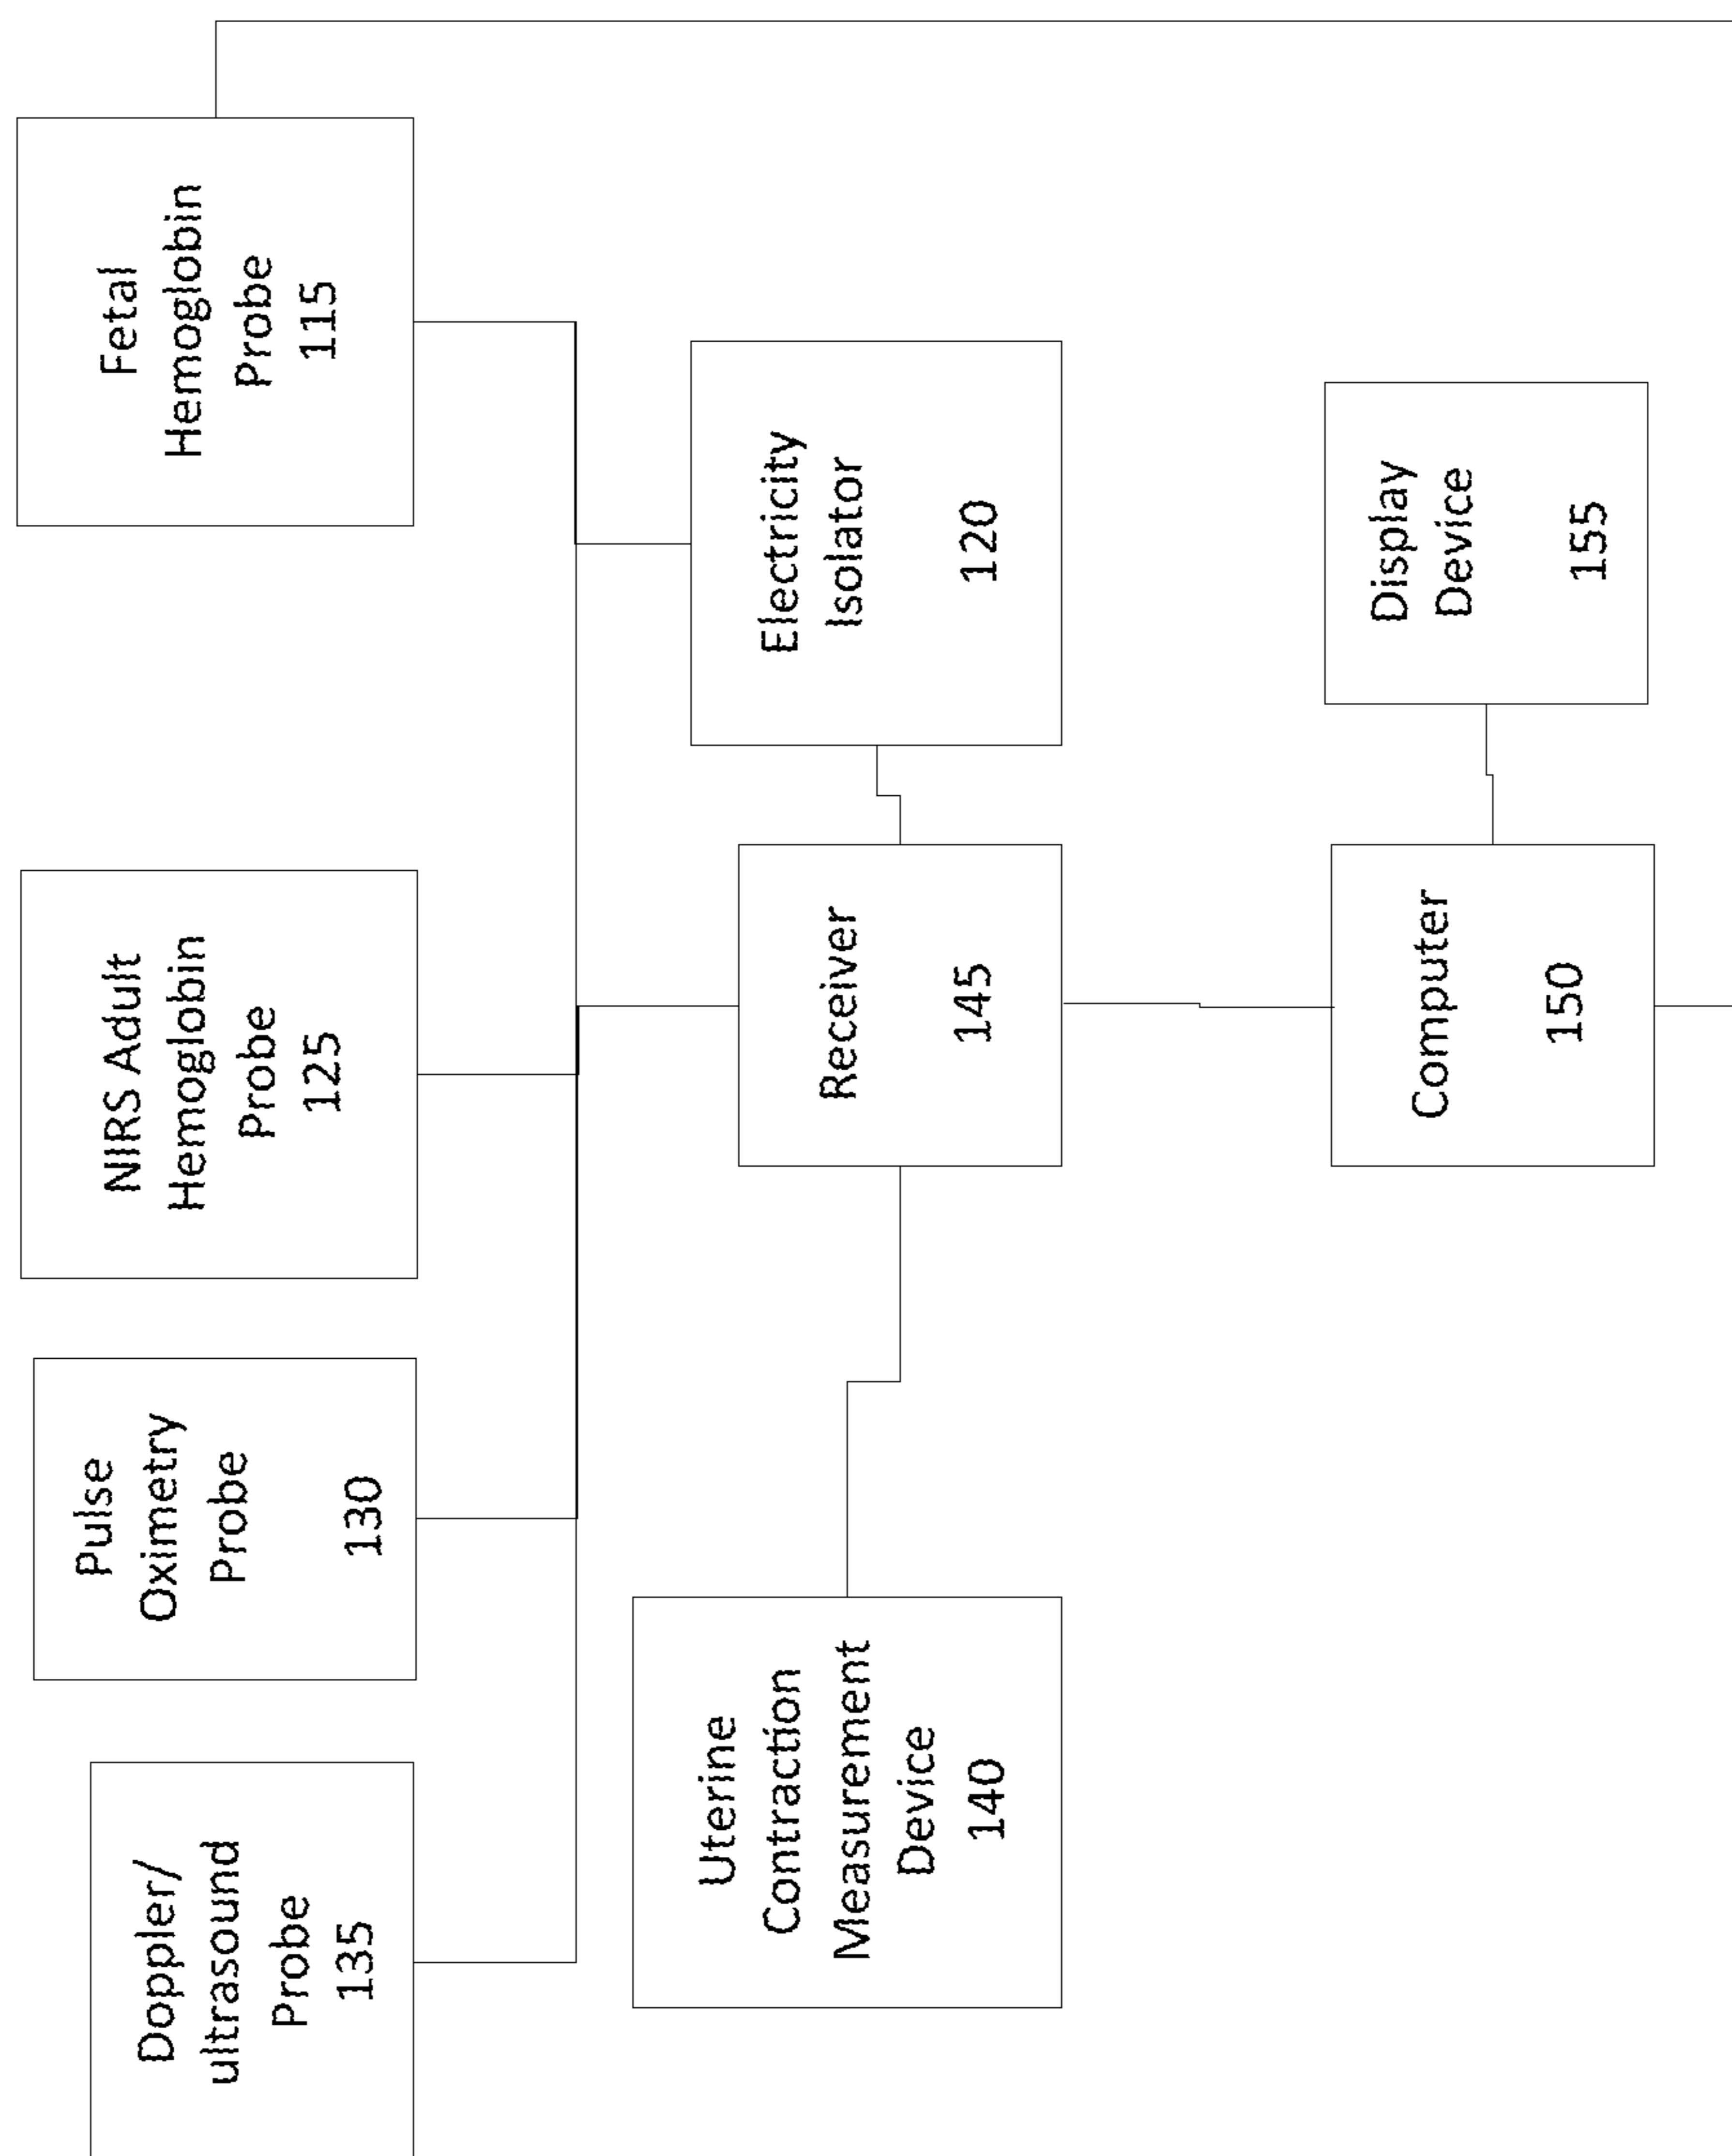 Doppler/
ultrasound
Probe
135
Pulse
Oximetry
Probe
130
NIRS Adult
Hemoglobin
Probe
125
Fetal
Hemoglobin
Probe
115
Uterine
Contraction
Measurement
Device
140
Receiver
145
Electricity
Isolator
120
Computer
150
Display
Device
155